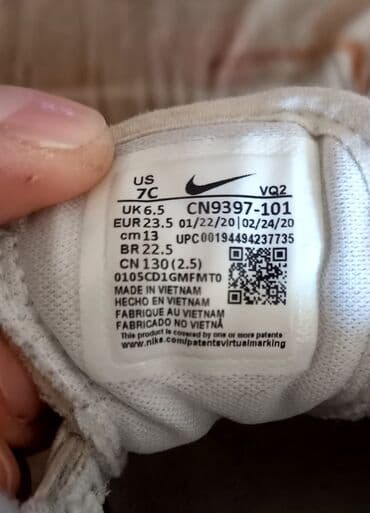 US
7C VQ2
UK 6.5 CN9397-101
EUR 23.5 01/22/20 | 02/24/20
cm 13 UPC 00194494237735
BR 22.5
CN 130 (2.5)
0105CD1GMFMT0
MADE IN VIETNAM
HECHO EN VIETNAM
FABRIQUE AU VIETNAM
FABRICADO NO VIETNÃ
This product is covered by one or more patents
www.nike.com/patentsvirtualmarking